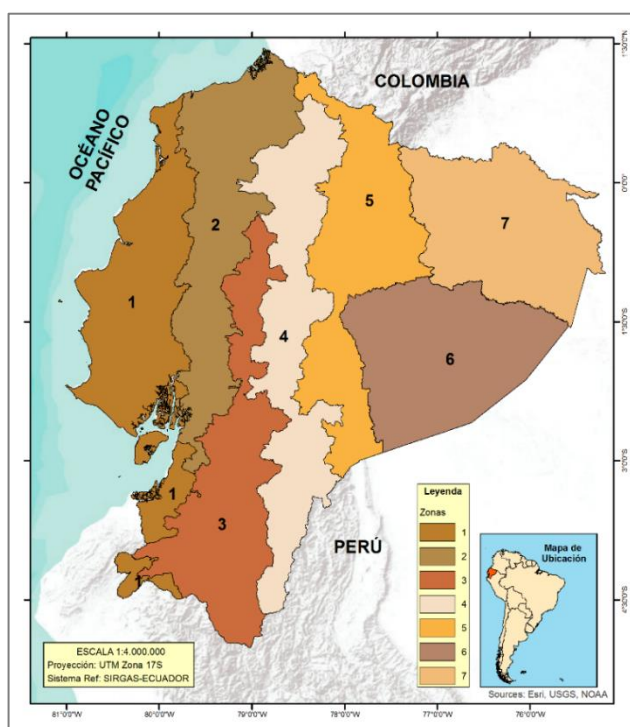 COLOMBIA
OCÉANO
PACÍFICO
1
2
3
4
5
6
7
1
1
PERÚ
Leyenda
Zonas
1
2
3
4
5
6
7
Mapa de
Ubicación
ESCALA 1:4.000.000
Proyección: UTM Zona 17S
Sistema Ref: SIRGAS-ECUADOR
Sources: Esri, USGS, NOAA
1°30'0"N
0°0'0"
1°30'0"S
3°0'0"S
4°30'0"S
81°0'0"W
80°0'0"W
79°0'0"W
78°0'0"W
77°0'0"W
76°0'0"W